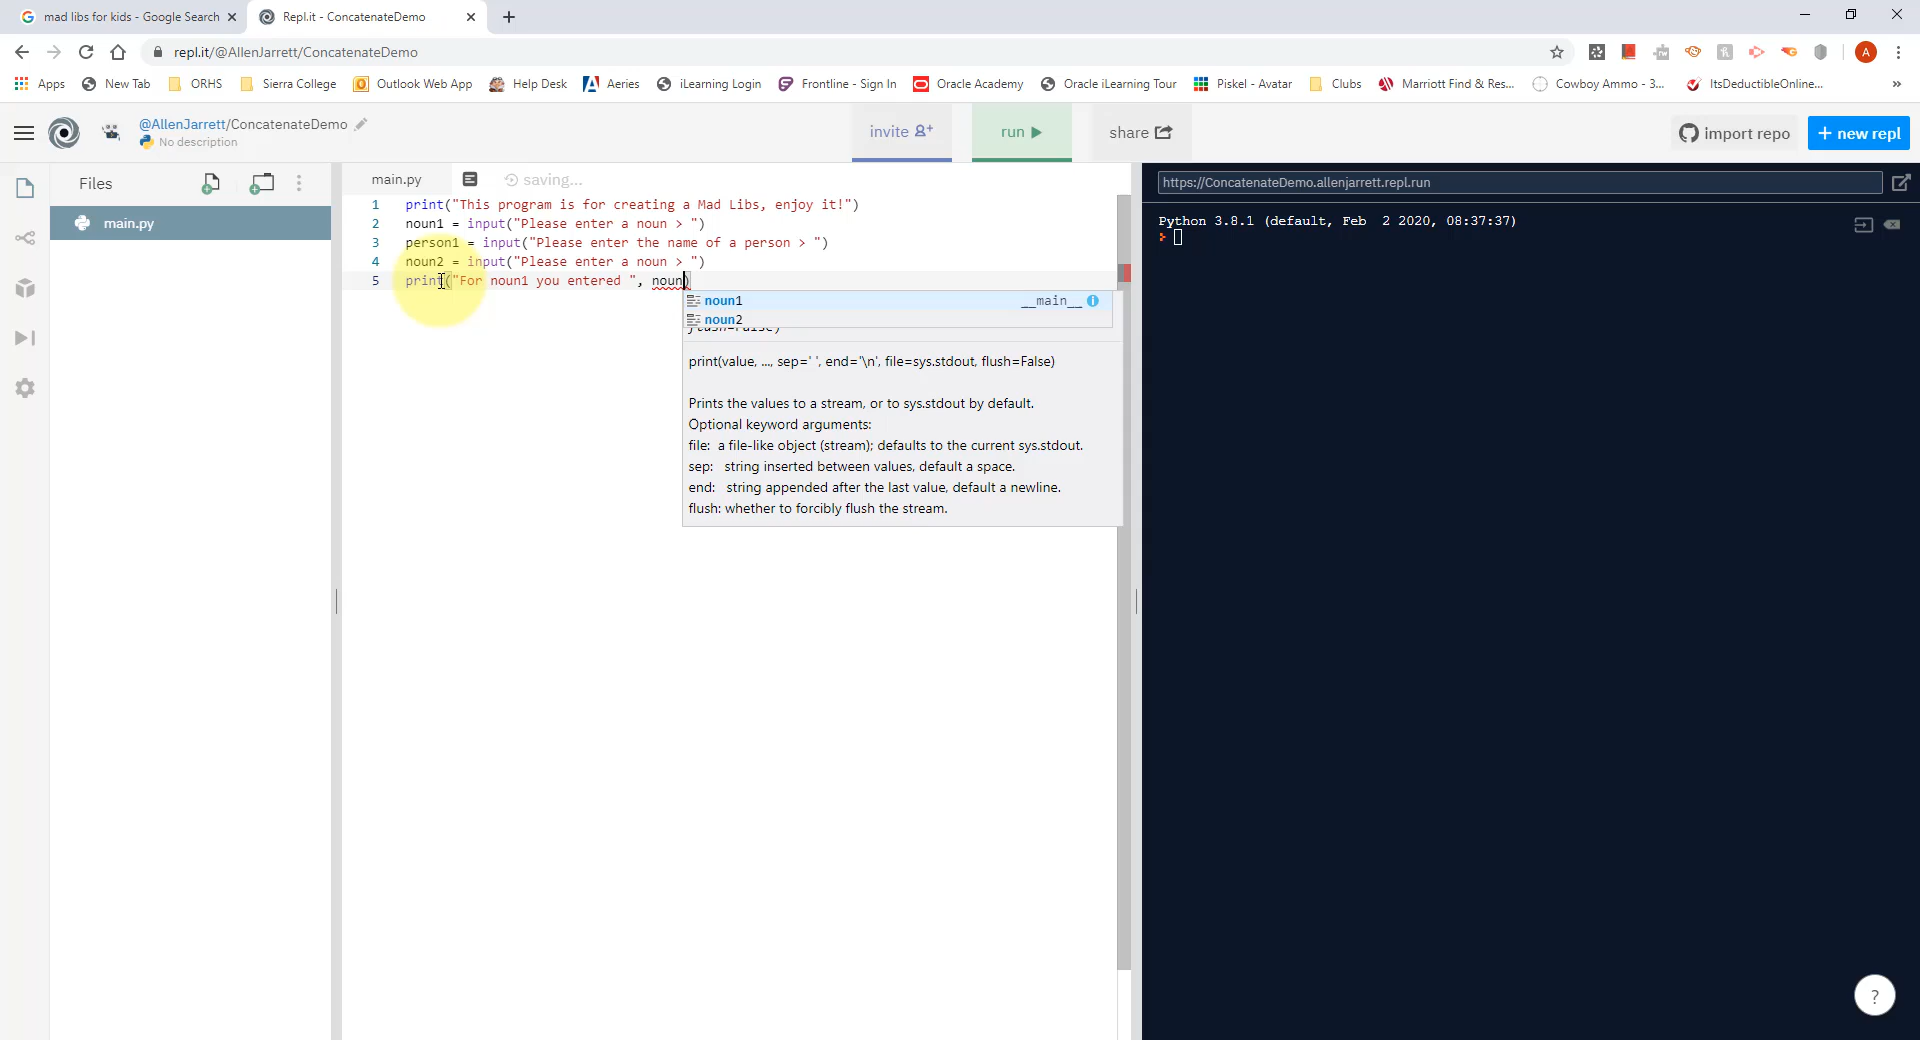 mad libs for kids - Google Search
Repl.it - ConcatenateDemo
repl.it/@AllenJarrett/ConcatenateDemo
A
Apps New Tab ORHS Sierra College Outlook Web App Help Desk Aeries iLearning Login Frontline - Sign In Oracle Academy Oracle iLearning Tour Piskel - Avatar Clubs Marriott Find & Res... Cowboy Ammo - 3... ItsDeductibleOnline... »
@AllenJarrett/ConcatenateDemo
No description
invite
run
share
import repo
+ new repl
Files
main.py
main.py
saving...
1 print("This program is for creating a Mad Libs, enjoy it!")
2 noun1 = input("Please enter a noun > ")
3 person1 = input("Please enter the name of a person > ")
4 noun2 = input("Please enter a noun > ")
5 print("For noun1 you entered ", noun)
noun1 __main__
noun2
flush=False)
print(value, ..., sep=' ', end='\n', file=sys.stdout, flush=False)
Prints the values to a stream, or to sys.stdout by default.
Optional keyword arguments:
file: a file-like object (stream); defaults to the current sys.stdout.
sep: string inserted between values, default a space.
end: string appended after the last value, default a newline.
flush: whether to forcibly flush the stream.
https://ConcatenateDemo.allenjarrett.repl.run
Python 3.8.1 (default, Feb 2 2020, 08:37:37)
?